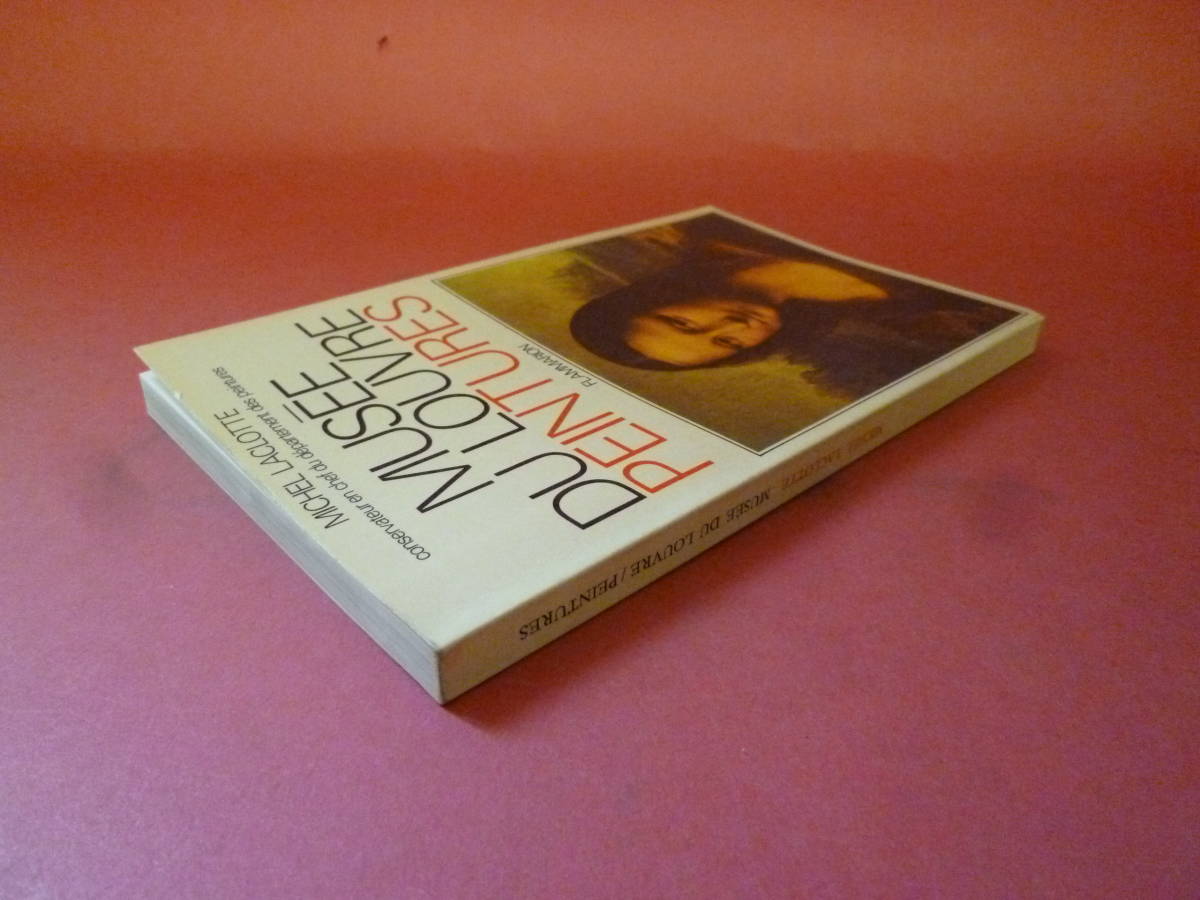 MICHEL LACLOTTE
conservateur en chef du département des peintures
MUSÉE
DU LOUVRE
PEINTURES
FLAMMARION
MICHEL LACLOTTE MUSÉE DU LOUVRE / PEINTURES